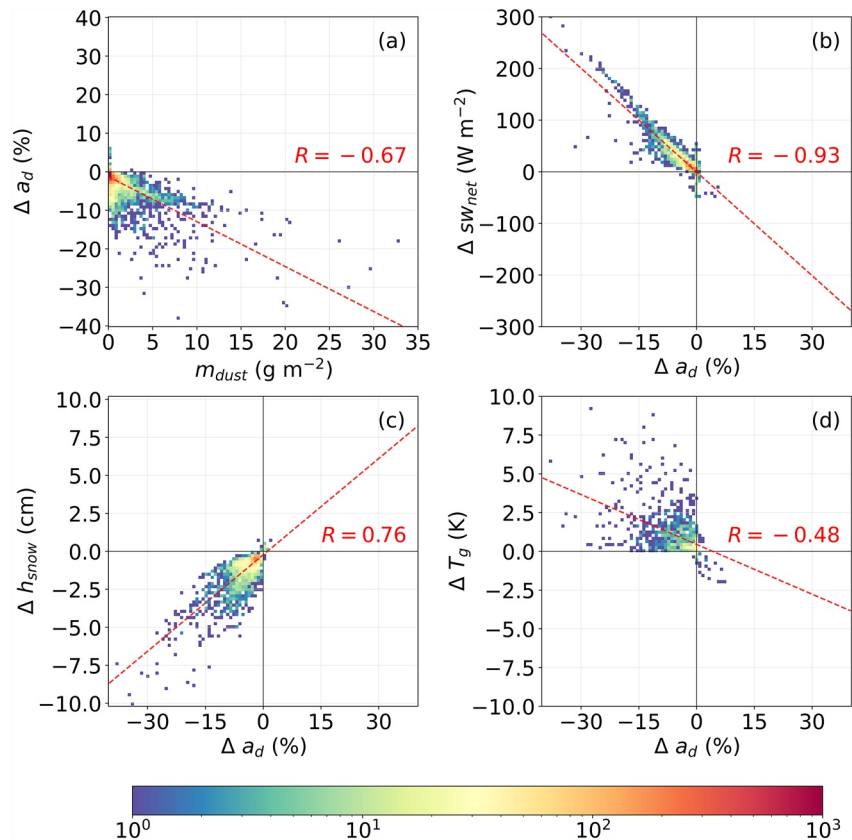 (a)
40
30
20
10
0
−10
−20
−30
−40
Δ a_d (%)
R = −0.67
0 5 10 15 20 25 30 35
m_dust (g m⁻²)
(b)
300
200
100
0
−100
−200
−300
Δ sw_net (W m⁻²)
R = −0.93
−30 −15 0 15 30
Δ a_d (%)
(c)
10.0
7.5
5.0
2.5
0.0
−2.5
−5.0
−7.5
−10.0
Δ h_snow (cm)
R = 0.76
−30 −15 0 15 30
Δ a_d (%)
(d)
10.0
7.5
5.0
2.5
0.0
−2.5
−5.0
−7.5
−10.0
Δ T_g (K)
R = −0.48
−30 −15 0 15 30
Δ a_d (%)
10⁰ 10¹ 10² 10³